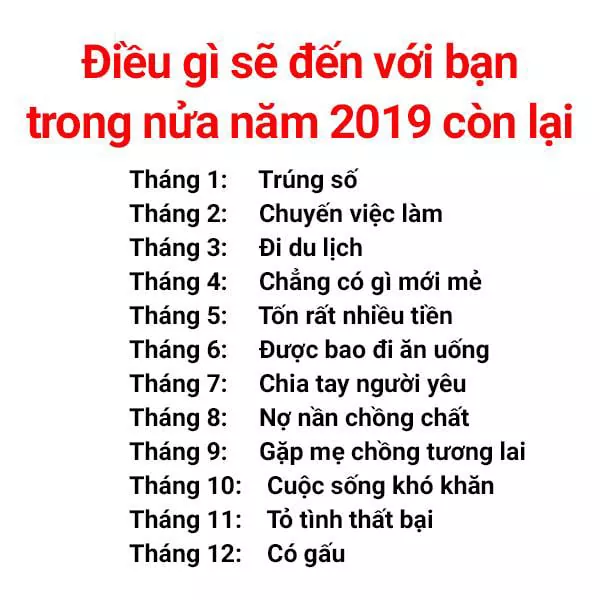 Điều gì sẽ đến với bạn
trong nửa năm 2019 còn lại
Tháng 1: Trúng số
Tháng 2: Chuyến việc làm
Tháng 3: Đi du lịch
Tháng 4: Chẳng có gì mới mẻ
Tháng 5: Tốn rất nhiều tiền
Tháng 6: Được bao đi ăn uống
Tháng 7: Chia tay người yêu
Tháng 8: Nợ nần chồng chất
Tháng 9: Gặp mẹ chồng tương lai
Tháng 10: Cuộc sống khó khăn
Tháng 11: Tỏ tình thất bại
Tháng 12: Có gấu